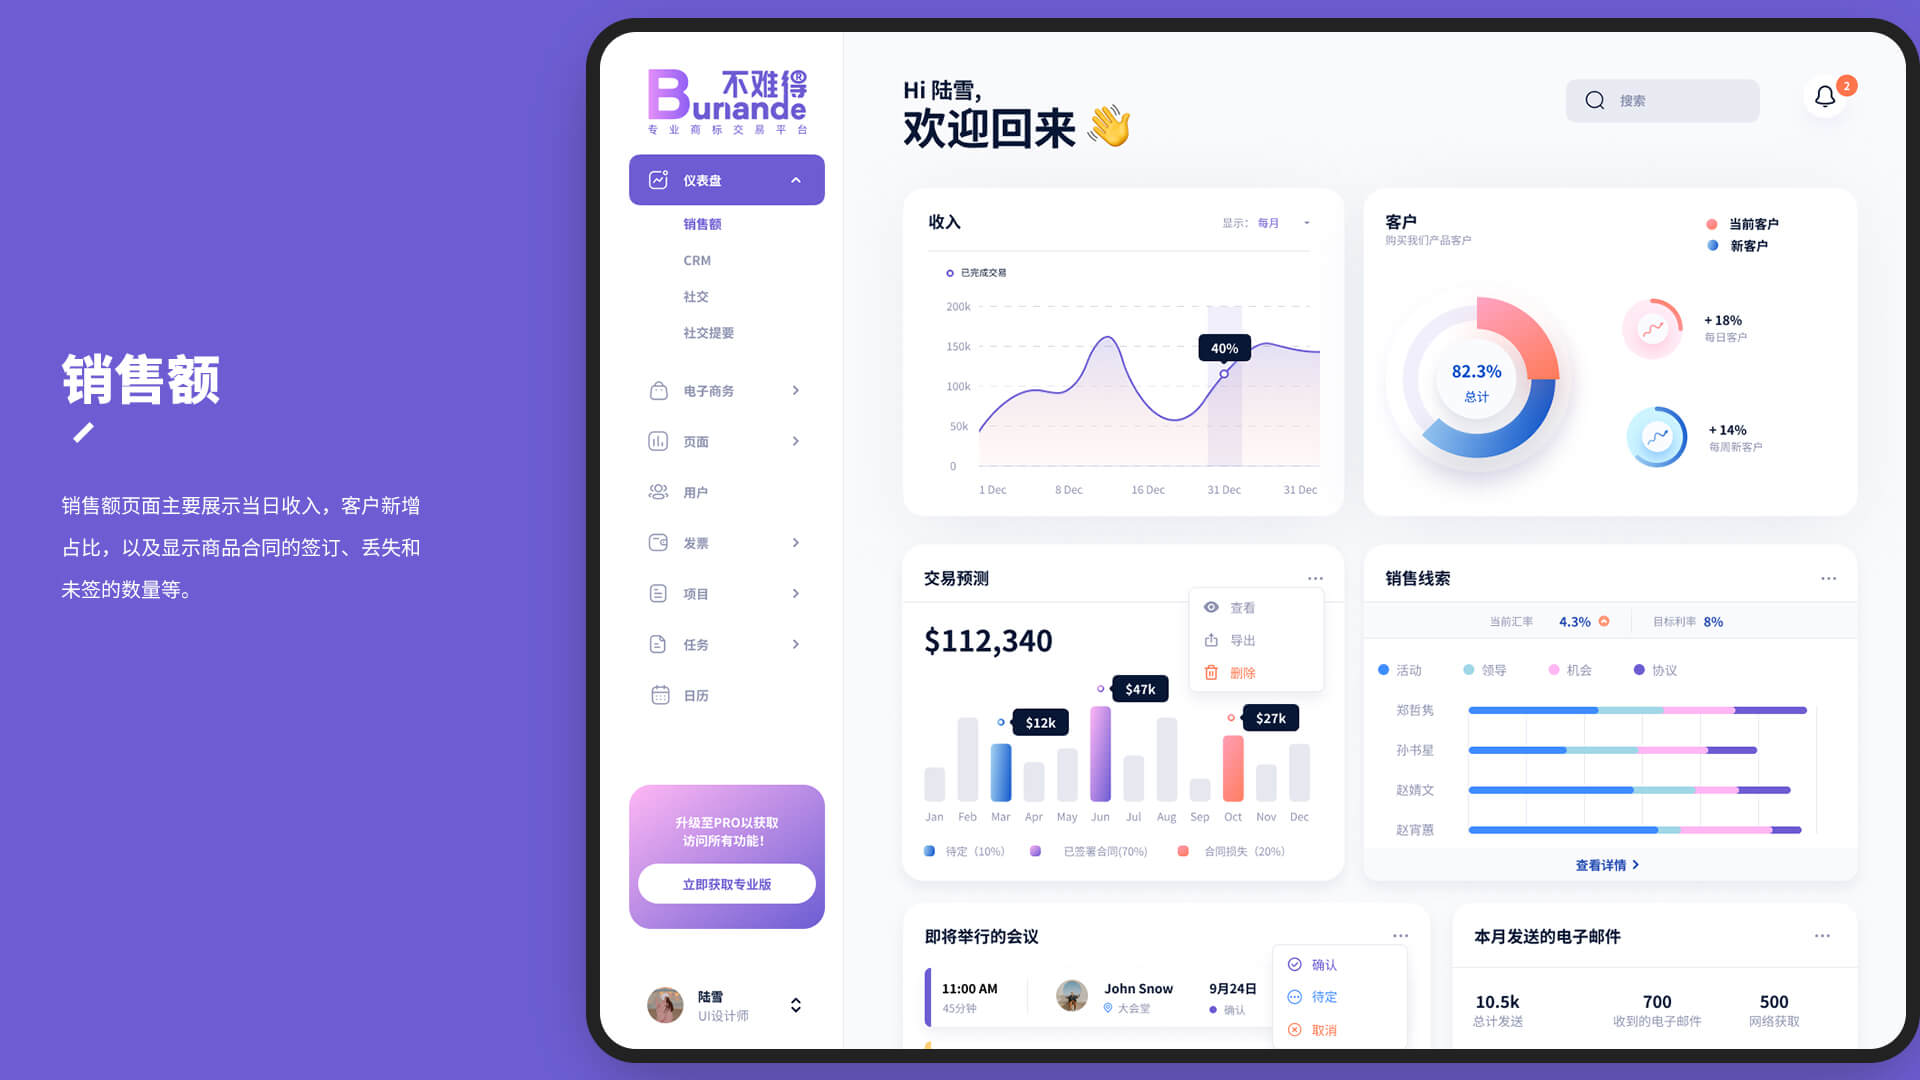 销售额
销售额页面主要展示当日收入，客户新增
占比，以及显示商品合同的签订、丢失和
未签的数量等。
不难得®
Burlande
专业商标交易平台
仪表盘
销售额
CRM
社交
社交提要
电子商务
页面
用户
发票
项目
任务
日历
升级至PRO以获取
访问所有功能！
立即获取专业版
陆雪
UI设计师
Hi 陆雪,
欢迎回来
搜索
2
收入
显示： 每月
已完成交易
200k
150k
100k
50k
0
40%
1 Dec 8 Dec 16 Dec 31 Dec 31 Dec
客户
购买我们产品客户
当前客户
新客户
82.3%
总计
+ 18%
每日客户
+ 14%
每周新客户
交易预测
查看
导出
删除
$112,340
$12k
$47k
$27k
Jan Feb Mar Apr May Jun Jul Aug Sep Oct Nov Dec
待定（10%） 已签署合同(70%) 合同损失（20%）
销售线索
当前汇率 4.3% 目标利率 8%
活动 领导 机会 协议
郑哲隽
孙书星
赵婧文
赵宵蕙
查看详情
即将举行的会议
确认
待定
取消
11:00 AM
45分钟
John Snow
大会堂
9月24日
确认
本月发送的电子邮件
10.5k 700 500
总计发送 收到的电子邮件 网络获取